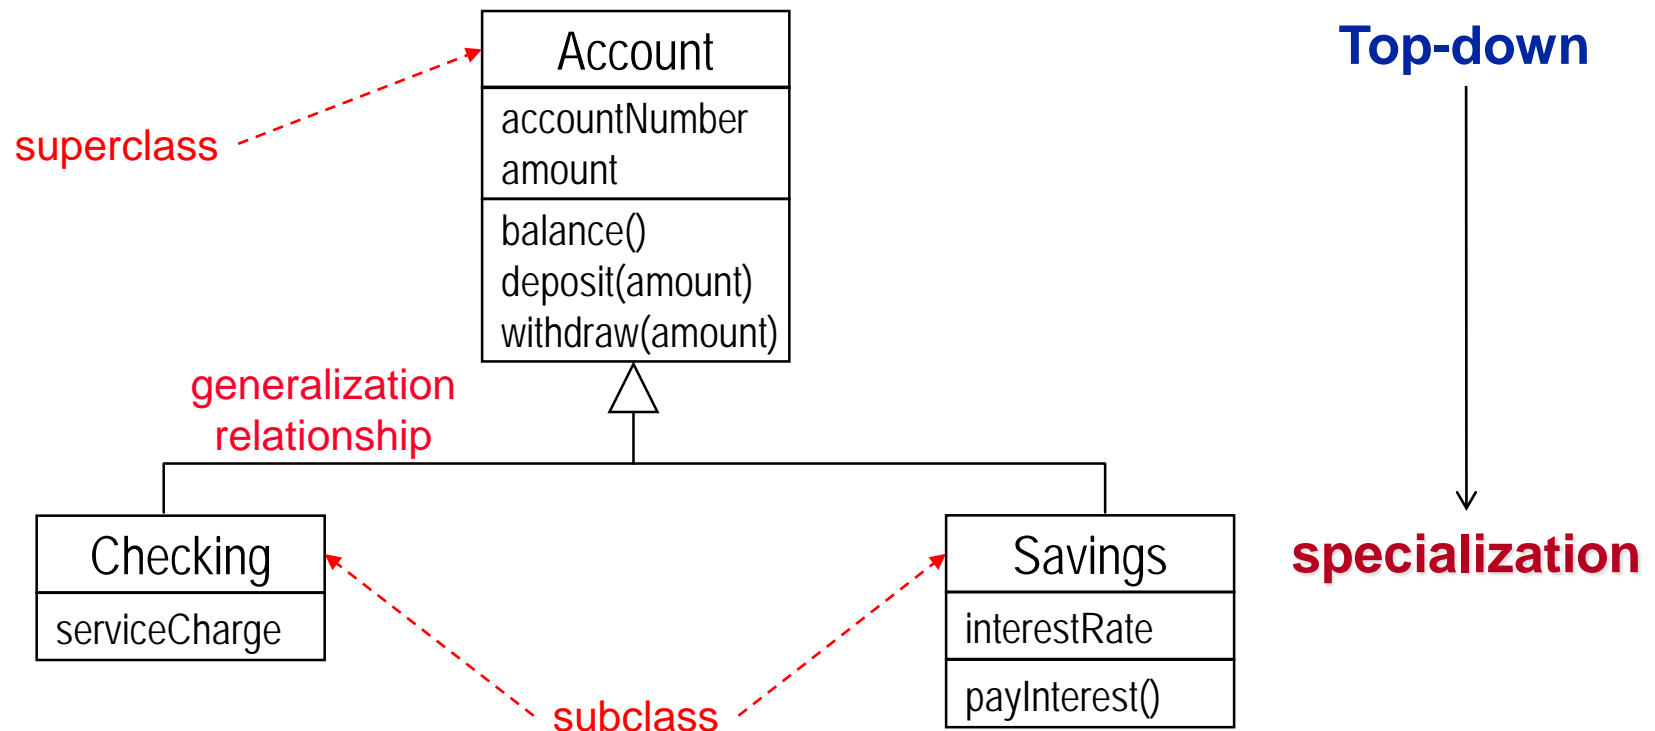 Account
accountNumber
amount
balance()
deposit(amount)
withdraw(amount)
superclass
generalization
relationship
Checking
serviceCharge
subclass
Savings
interestRate
payInterest()
Top-down
specialization